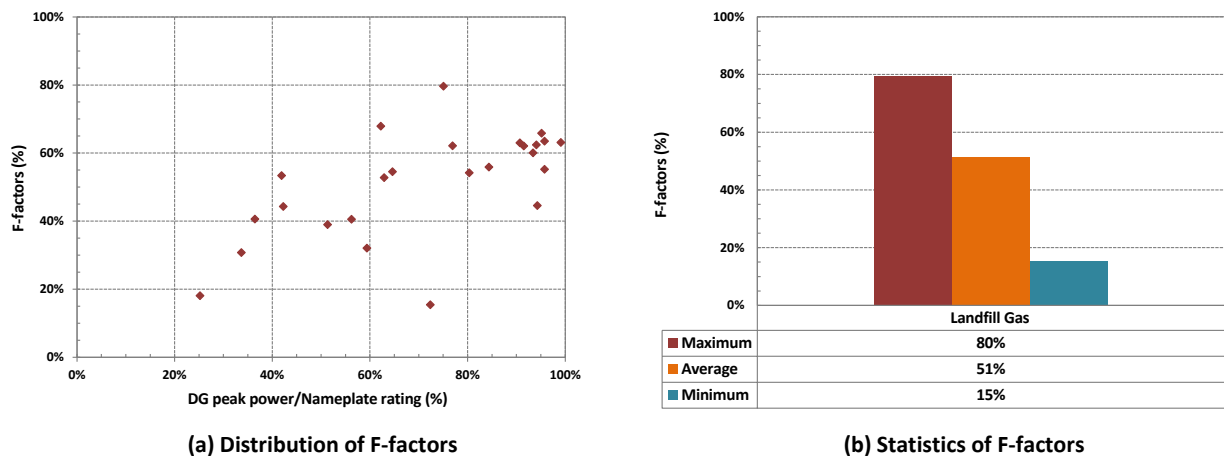 100%
80%
60%
40%
20%
0%
F-factors (%)
0%
20%
40%
60%
80%
100%
DG peak power/Nameplate rating (%)
(a) Distribution of F-factors
100%
80%
60%
40%
20%
0%
F-factors (%)
Landfill Gas
Maximum 80%
Average 51%
Minimum 15%
(b) Statistics of F-factors